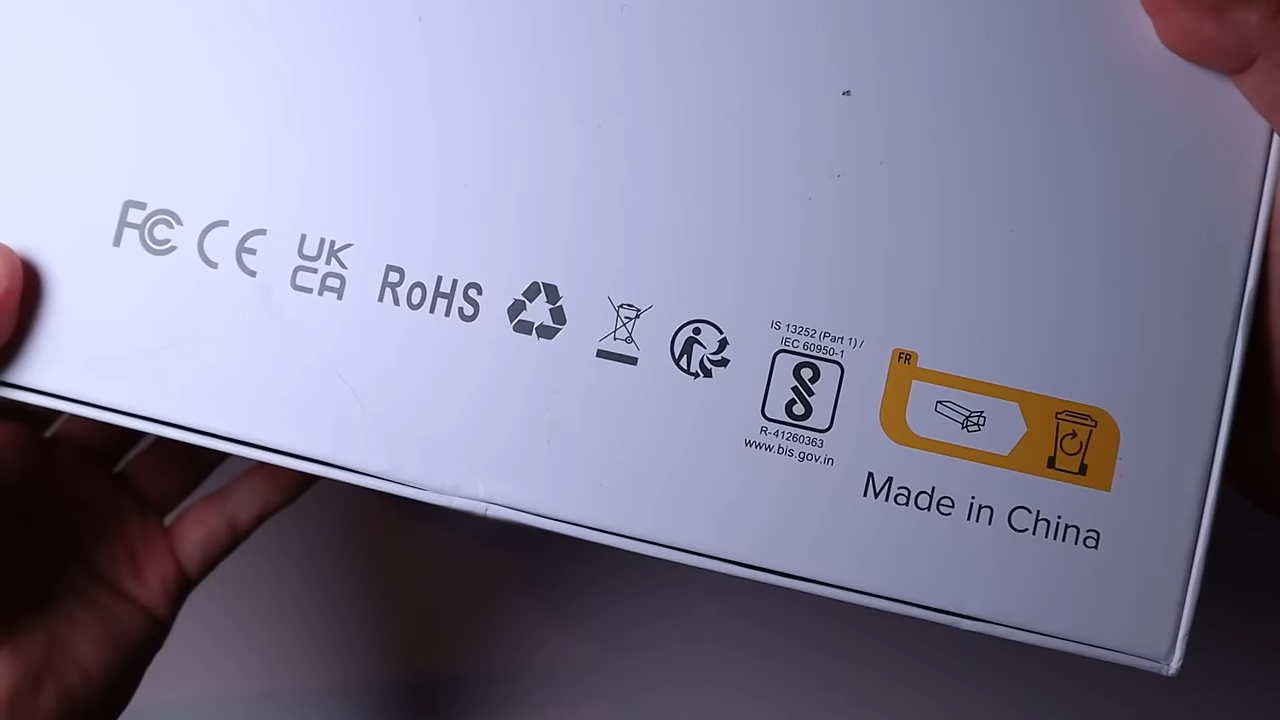 FC CE UK
CA RoHS
IS 13252 (Part 1) /
IEC 60950-1
R-41260363
www.bis.gov.in
FR
Made in China